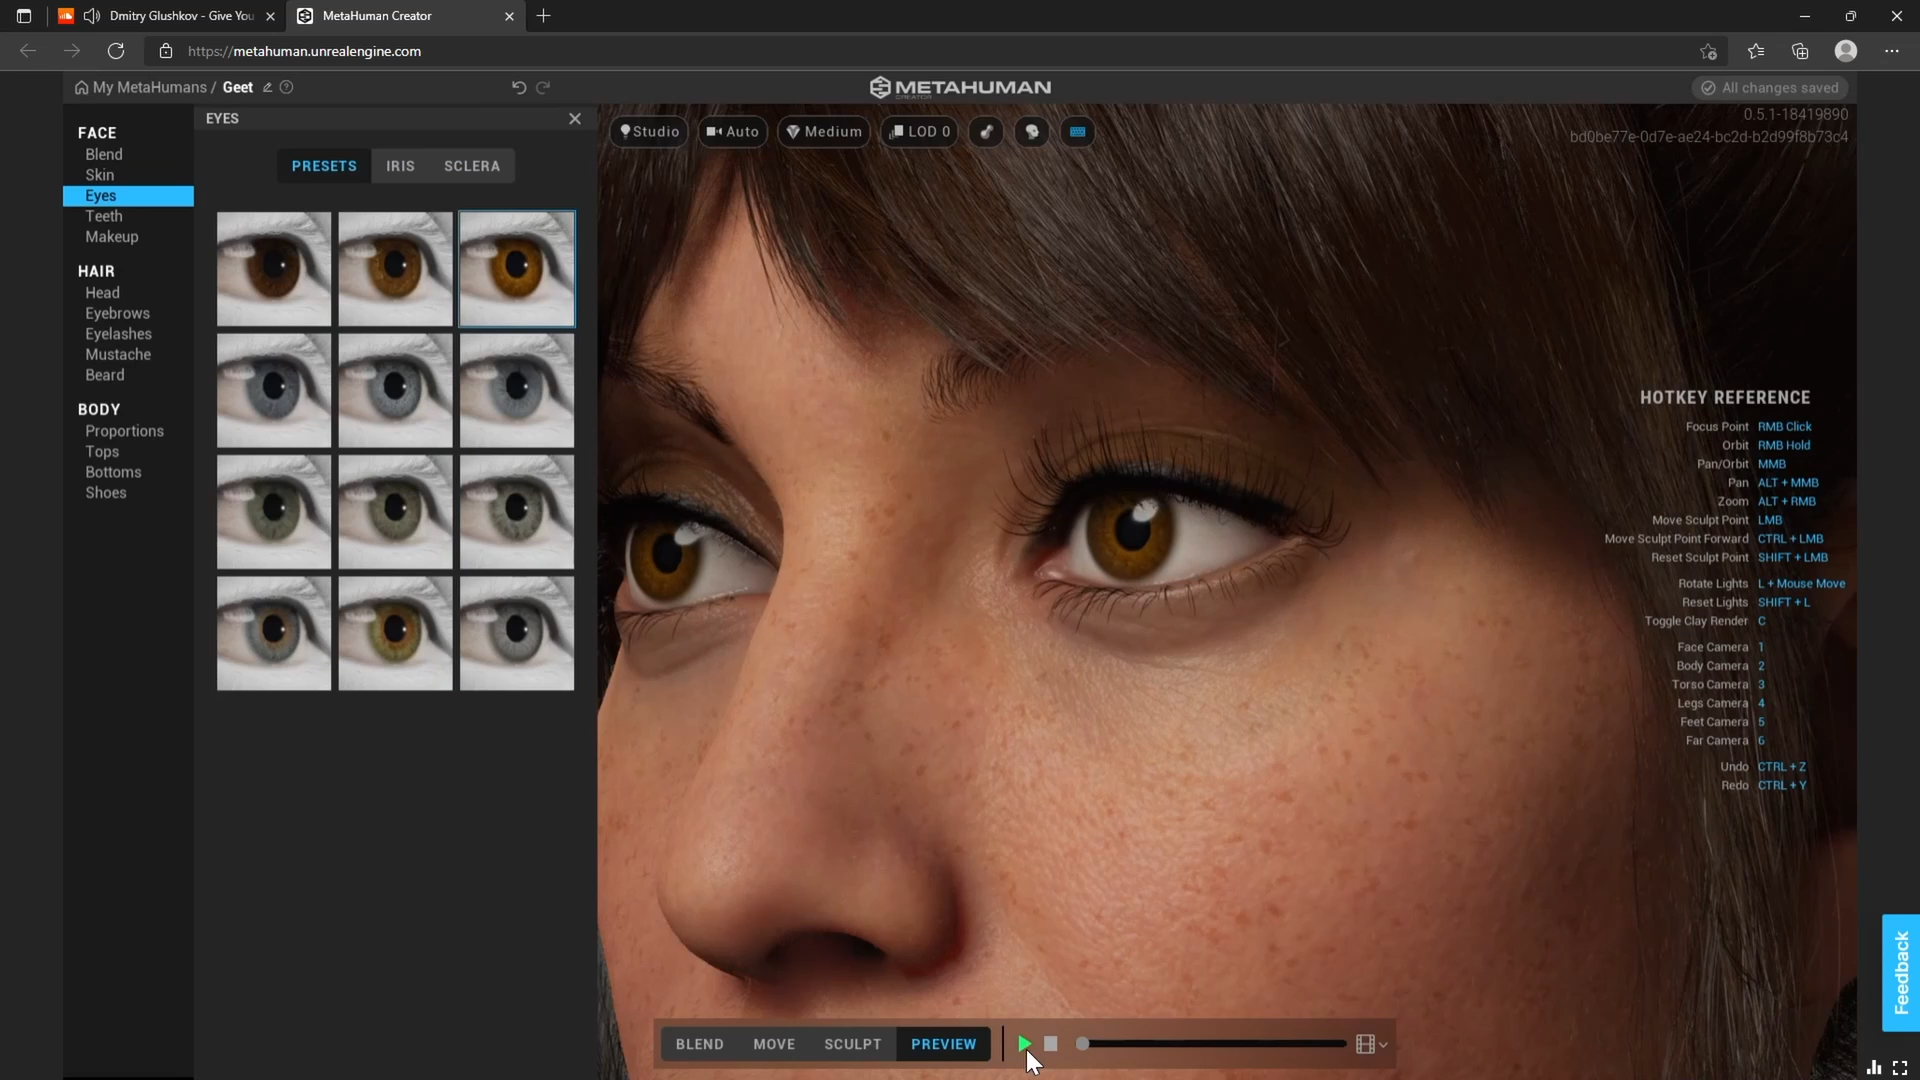 Dmitry Glushkov - Give You
MetaHuman Creator
https://metahuman.unrealengine.com
My MetaHumans / Geet
METAHUMAN
CREATOR
All changes saved
0.5.1-18419890
bd0be77e-0d7e-ae24-bc2d-b2d99f8b73c4
FACE
Blend
Skin
Eyes
Teeth
Makeup
HAIR
Head
Eyebrows
Eyelashes
Mustache
Beard
BODY
Proportions
Tops
Bottoms
Shoes
EYES
PRESETS IRIS SCLERA
Studio Auto Medium LOD 0
HOTKEY REFERENCE
Focus Point RMB Click
Orbit RMB Hold
Pan/Orbit MMB
Pan ALT + MMB
Zoom ALT + RMB
Move Sculpt Point LMB
Move Sculpt Point Forward CTRL + LMB
Reset Sculpt Point SHIFT + LMB
Rotate Lights L + Mouse Move
Reset Lights SHIFT + L
Toggle Clay Render C
Face Camera 1
Body Camera 2
Torso Camera 3
Legs Camera 4
Feet Camera 5
Far Camera 6
Undo CTRL + Z
Redo CTRL + Y
Feedback
BLEND MOVE SCULPT PREVIEW